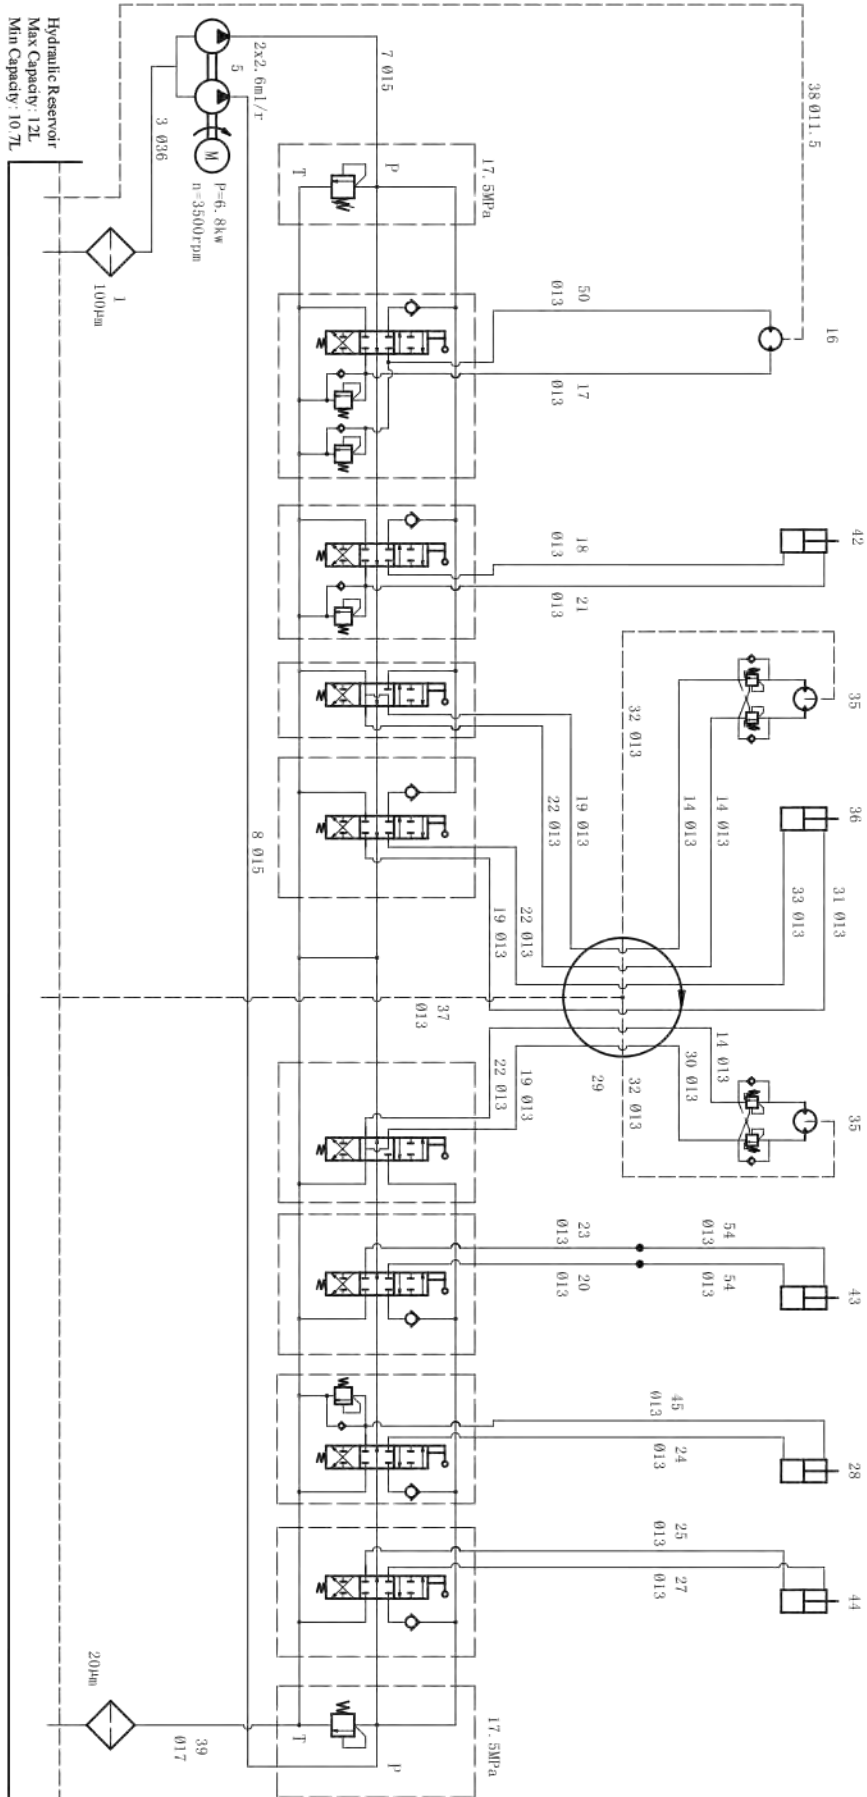 Hydraulic Reservoir
Max Capacity: 12L
Min Capacity: 10.7L
1
100µm
3 Ø36
2x2.6ml/r
5
M
P=6.8kw
n=3500rpm
7 Ø15
38 Ø11.5
17.5MPa
P
T
50
Ø13
17
Ø13
16
18
Ø13
21
Ø13
42
32 Ø13
14 Ø13
14 Ø13
35
19 Ø13
22 Ø13
33 Ø13
31 Ø13
36
22 Ø13
19 Ø13
8 Ø15
37
Ø13
29
22 Ø13
19 Ø13
14 Ø13
30 Ø13
32 Ø13
35
23
Ø13
20
Ø13
54
Ø13
54
Ø13
43
45
Ø13
24
Ø13
28
25
Ø13
27
Ø13
44
17.5MPa
P
T
39
Ø17
20µm